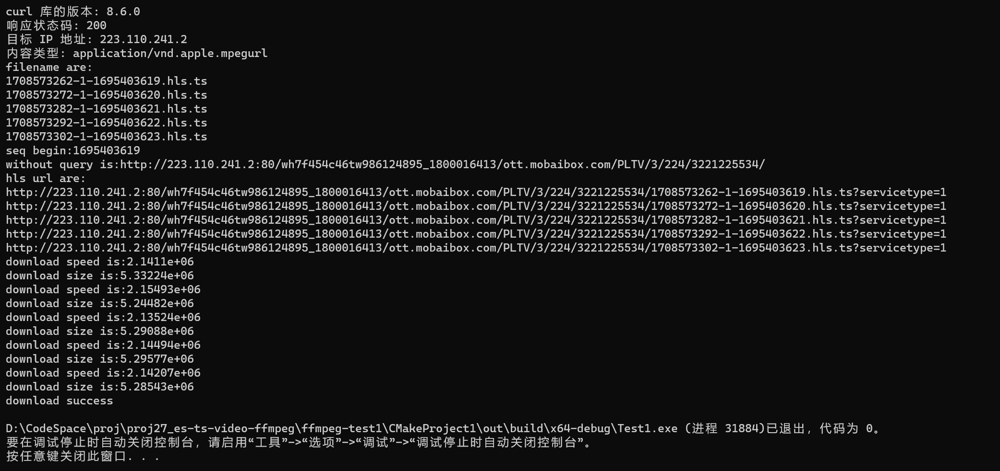 curl 库的版本: 8.6.0
响应状态码: 200
目标 IP 地址: 223.110.241.2
内容类型: application/vnd.apple.mpegurl
filename are:
1708573262-1-1695403619.hls.ts
1708573272-1-1695403620.hls.ts
1708573282-1-1695403621.hls.ts
1708573292-1-1695403622.hls.ts
1708573302-1-1695403623.hls.ts
seq begin:1695403619
without query is:http://223.110.241.2:80/wh7f454c46tw986124895_1800016413/ott.mobaibox.com/PLTV/3/224/3221225534/
hls url are:
http://223.110.241.2:80/wh7f454c46tw986124895_1800016413/ott.mobaibox.com/PLTV/3/224/3221225534/1708573262-1-1695403619.hls.ts?servicetype=1
http://223.110.241.2:80/wh7f454c46tw986124895_1800016413/ott.mobaibox.com/PLTV/3/224/3221225534/1708573272-1-1695403620.hls.ts?servicetype=1
http://223.110.241.2:80/wh7f454c46tw986124895_1800016413/ott.mobaibox.com/PLTV/3/224/3221225534/1708573282-1-1695403621.hls.ts?servicetype=1
http://223.110.241.2:80/wh7f454c46tw986124895_1800016413/ott.mobaibox.com/PLTV/3/224/3221225534/1708573292-1-1695403622.hls.ts?servicetype=1
http://223.110.241.2:80/wh7f454c46tw986124895_1800016413/ott.mobaibox.com/PLTV/3/224/3221225534/1708573302-1-1695403623.hls.ts?servicetype=1
download speed is:2.1411e+06
download size is:5.33224e+06
download speed is:2.15493e+06
download size is:5.24482e+06
download speed is:2.13524e+06
download size is:5.29088e+06
download speed is:2.14494e+06
download size is:5.29577e+06
download speed is:2.14207e+06
download size is:5.28543e+06
download success
D:\CodeSpace\proj\proj27_es-ts-video-ffmpeg\ffmpeg-test1\CMakeProject1\out\build\x64-debug\Test1.exe (进程 31884)已退出，代码为 0。
要在调试停止时自动关闭控制台，请启用“工具”->“选项”->“调试”->“调试停止时自动关闭控制台”。
按任意键关闭此窗口. . .